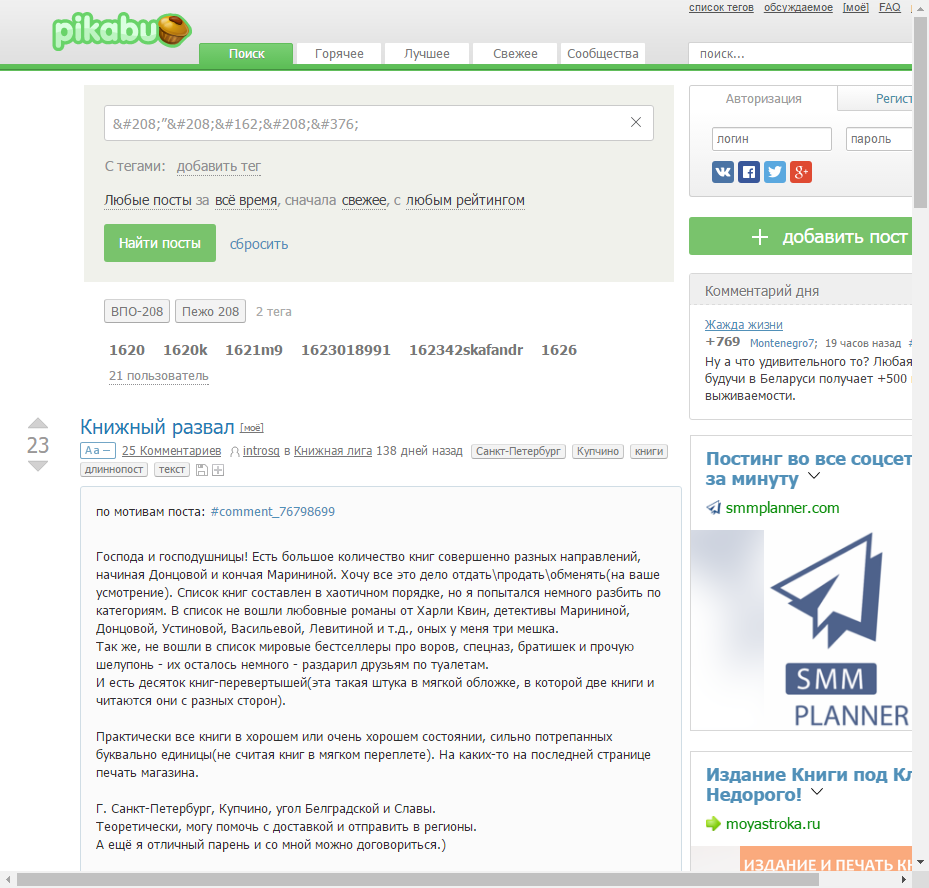 список тегов обсуждаемое [моё] FAQ
pikabu
Поиск Горячее Лучшее Свежее Сообщества поиск...
&#208;”&#208;&#162;&#208;&#376;
С тегами: добавить тег
Любые посты за всё время, сначала свежее, с любым рейтингом
Найти посты сбросить
ВПО-208 Пежо 208 2 тега
1620 1620k 1621m9 1623018991 162342skafandr 1626
21 пользователь
23
Книжный развал [моё]
Aa – 25 Комментариев introsq в Книжная лига 138 дней назад Санкт-Петербург Купчино книги
длиннопост текст
по мотивам поста: #comment_76798699
Господа и господушницы! Есть большое количество книг совершенно разных направлений,
начиная Донцовой и кончая Марининой. Хочу все это дело отдать\продать\обменять(на ваше
усмотрение). Список книг составлен в хаотичном порядке, но я попытался немного разбить по
категориям. В список не вошли любовные романы от Харли Квин, детективы Марининой,
Донцовой, Устиновой, Васильевой, Левитиной и т.д., оных у меня три мешка.
Так же, не вошли в список мировые бестселлеры про воров, спецназ, братишек и прочую
шелупонь - их осталось немного - раздарил друзьям по туалетам.
И есть десяток книг-перевертышей(эта такая штука в мягкой обложке, в которой две книги и
читаются они с разных сторон).
Практически все книги в хорошем или очень хорошем состоянии, сильно потрепанных
буквально единицы(не считая книг в мягком переплете). На каких-то на последней странице
печать магазина.
Г. Санкт-Петербург, Купчино, угол Белградской и Славы.
Теоретически, могу помочь с доставкой и отправить в регионы.
А ещё я отличный парень и со мной можно договориться.)
Авторизация Регист
логин пароль
+ добавить пост
Комментарий дня
Жажда жизни
+769 Montenegro7; 19 часов назад #
Ну а что удивительного то? Любая
будучи в Беларуси получает +500
выживаемости.
Постинг во все соцсет
за минуту
smmplanner.com
SMM
PLANNER
Издание Книги под Кл
Недорого!
moyastroka.ru
ИЗДАНИЕ И ПЕЧАТЬ КН